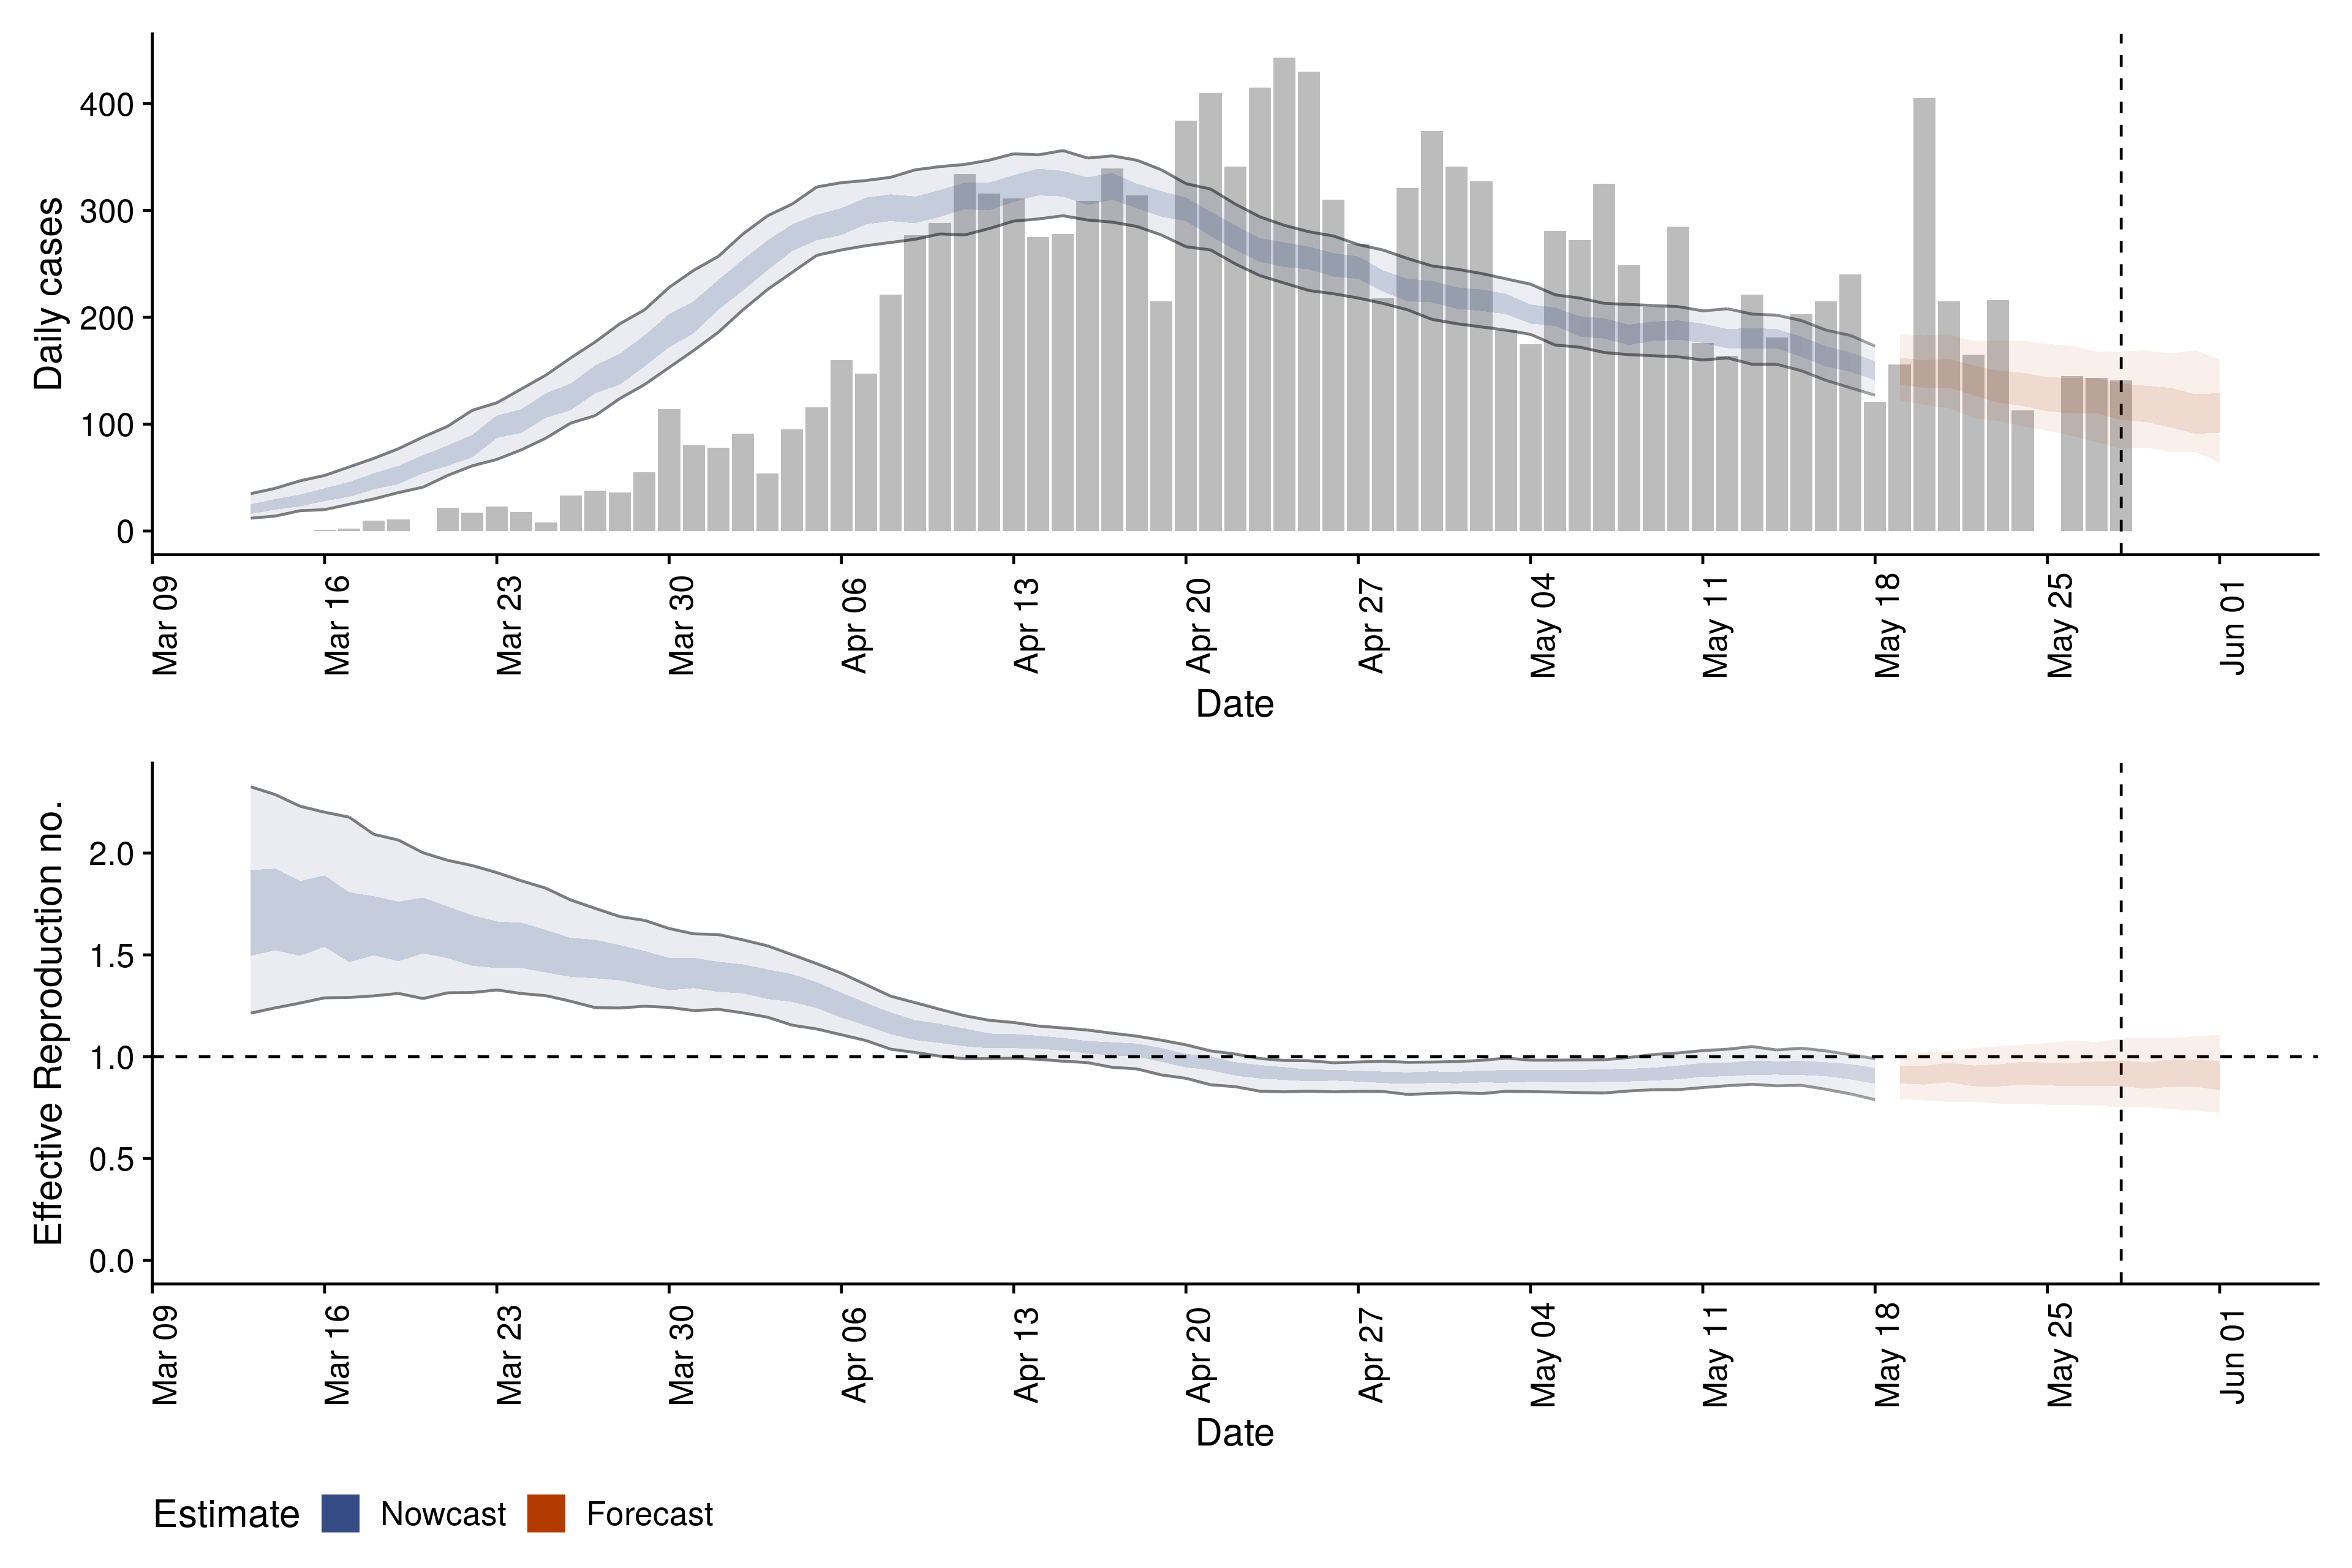 Daily cases
400
300
200
100
0
Mar 09
Mar 16
Mar 23
Mar 30
Apr 06
Apr 13
Apr 20
Apr 27
May 04
May 11
May 18
May 25
Jun 01
Date
Effective Reproduction no.
2.0
1.5
1.0
0.5
0.0
Mar 09
Mar 16
Mar 23
Mar 30
Apr 06
Apr 13
Apr 20
Apr 27
May 04
May 11
May 18
May 25
Jun 01
Date
Estimate Nowcast Forecast